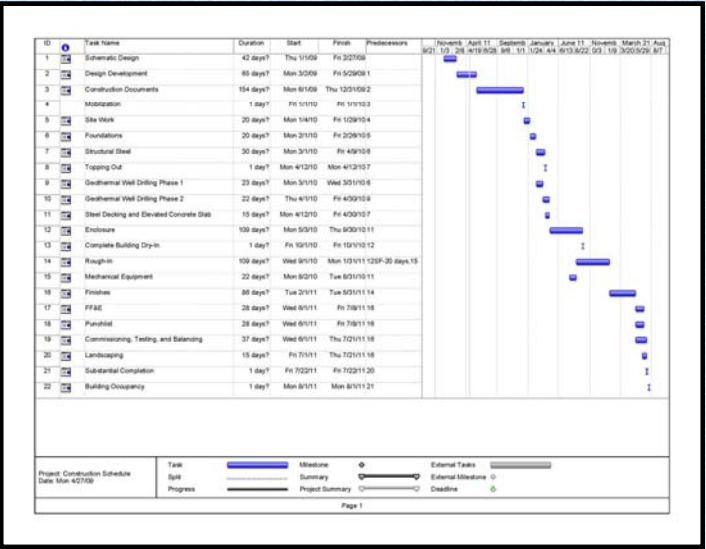 ID Task Name Duration Start Finish Predecessors Novemb April 11 Septemb January June 11 Novemb March 21 Aug
9/21 1/3 2/8 4/19 6/28 9/6 1/1 1/24 4/4 6/13 8/22 0/3 1/9 3/20 5/29 8/7
1 Schematic Design 42 days? Thu 1/1/09 Fri 2/27/09
2 Design Development 65 days? Mon 3/2/09 Fri 5/29/09 1
3 Construction Documents 154 days? Mon 6/1/09 Thu 12/31/09 2
4 Mobilization 1 day? Fri 1/1/10 Fri 1/1/10 3
5 Site Work 20 days? Mon 1/4/10 Fri 1/29/10 4
6 Foundations 20 days? Mon 2/1/10 Fri 2/26/10 5
7 Structural Steel 30 days? Mon 3/1/10 Fri 4/9/10 6
8 Topping Out 1 day? Mon 4/12/10 Mon 4/12/10 7
9 Geothermal Well Drilling Phase 1 23 days? Mon 3/1/10 Wed 3/31/10 6
10 Geothermal Well Drilling Phase 2 22 days? Thu 4/1/10 Fri 4/30/10 9
11 Steel Decking and Elevated Concrete Slab 15 days? Mon 4/12/10 Fri 4/30/10 7
12 Enclosure 109 days? Mon 5/3/10 Thu 9/30/10 11
13 Complete Building Dry-In 1 day? Fri 10/1/10 Fri 10/1/10 12
14 Rough-In 109 days? Wed 9/1/10 Mon 1/31/11 12SF-20 days,15
15 Mechanical Equipment 22 days? Mon 8/2/10 Tue 8/31/10 11
16 Finishes 86 days? Tue 2/1/11 Tue 5/31/11 14
17 FF&E 28 days? Wed 6/1/11 Fri 7/8/11 16
18 Punchlist 28 days? Wed 6/1/11 Fri 7/8/11 16
19 Commissioning, Testing, and Balancing 37 days? Wed 6/1/11 Thu 7/21/11 16
20 Landscaping 15 days? Fri 7/1/11 Thu 7/21/11 16
21 Substantial Completion 1 day? Fri 7/22/11 Fri 7/22/11 20
22 Building Occupancy 1 day? Mon 8/1/11 Mon 8/1/11 21
Project: Construction Schedule
Date: Mon 4/27/09
Task Milestone External Tasks
Split Summary External Milestone
Progress Project Summary Deadline
Page 1